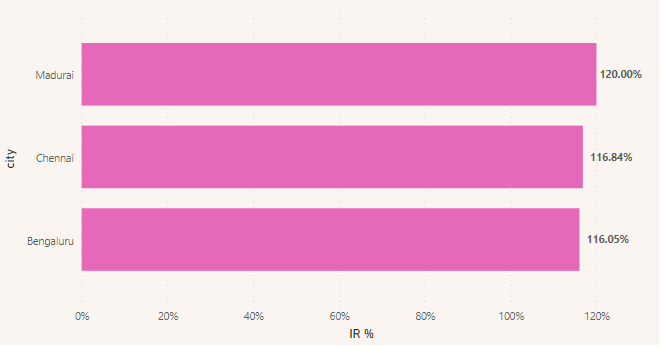 Madurai 120.00%
Chennai 116.84%
Bengaluru 116.05%
city
0% 20% 40% 60% 80% 100% 120%
IR %